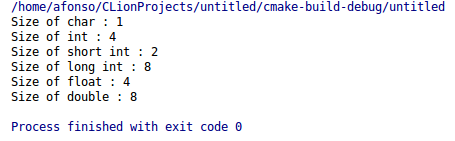 /home/afonso/CLionProjects/untitled/cmake-build-debug/untitled
Size of char : 1
Size of int : 4
Size of short int : 2
Size of long int : 8
Size of float : 4
Size of double : 8
Process finished with exit code 0